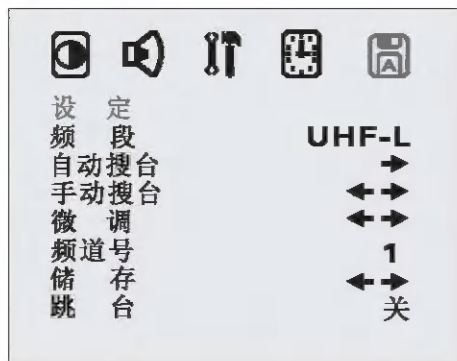 A
设 定
频 段 UHF-L
自动搜台
手动搜台
微 调
频道号 1
储 存
跳 台 关